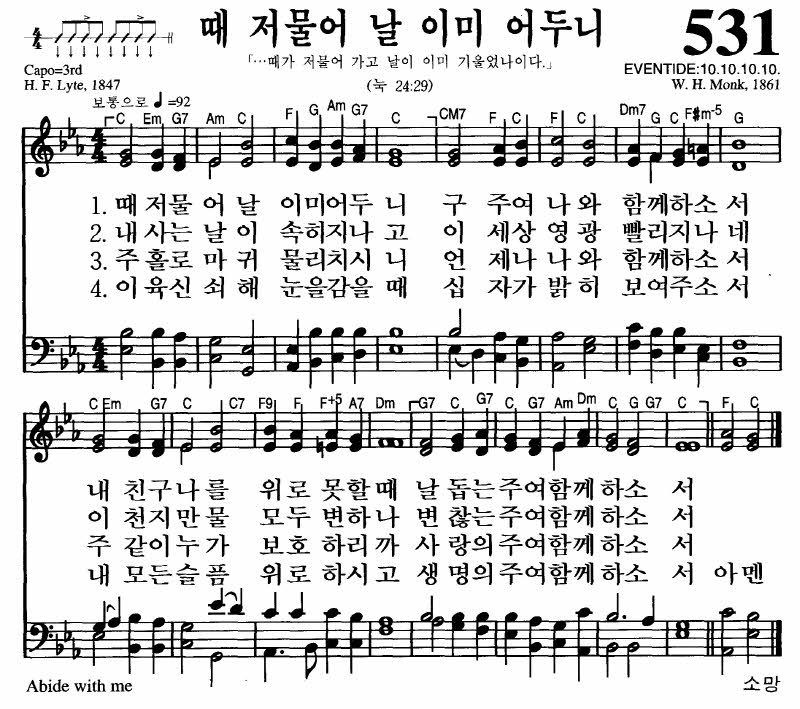 때 저물어 날 이미 어두니
531
「…때가 저물어 가고 날이 이미 기울었나이다.」
(눅 24:29)
Capo=3rd
H. F. Lyte, 1847
EVENTIDE:10.10.10.10.
W. H. Monk, 1861
보통으로 ♩=92
C Em G7 Am C F G Am G7 C CM7 F C F C Dm7 G C F#m-5 G
1. 때 저물 어 날 이미어두 니 구 주여 나 와 함께하소 서
2. 내 사는 날 이 속히지나 고 이 세상 영 광 빨리지나 네
3. 주 홀로 마 귀 물리치시 니 언 제나 나 와 함께하소 서
4. 이 육신 쇠 해 눈을감을 때 십 자가 밝 히 보여주소 서
C Em G7 C C7 F9 F F+5 A7 Dm G7 C G7 C G7 Am Dm C G G7 C F C
내 친구나 를 위로 못할 때 날 돕는주여함께 하소 서
이 천지만 물 모두 변하 나 변 찮는주여함께 하소 서
주 같이누 가 보호 하리 까 사 랑의주여함께 하소 서
내 모든슬 픔 위로 하시 고 생 명의주여함께 하소 서 아멘
Abide with me
소망